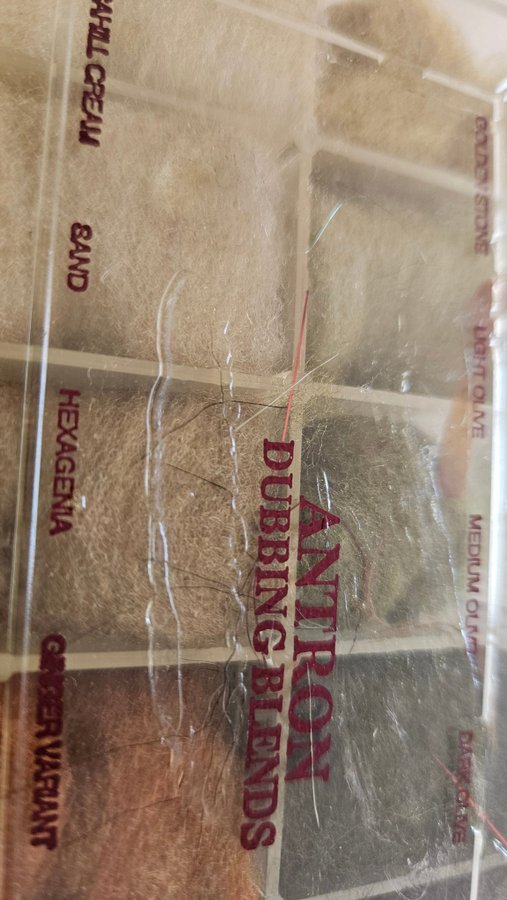 GOLDEN STONE
LIGHT OLIVE
MEDIUM OLIVE
DARK OLIVE
ANTRON
DUBBING BLENDS
CAHILL CREAM
SAND
HEXAGENIA
GINGER VARIANT